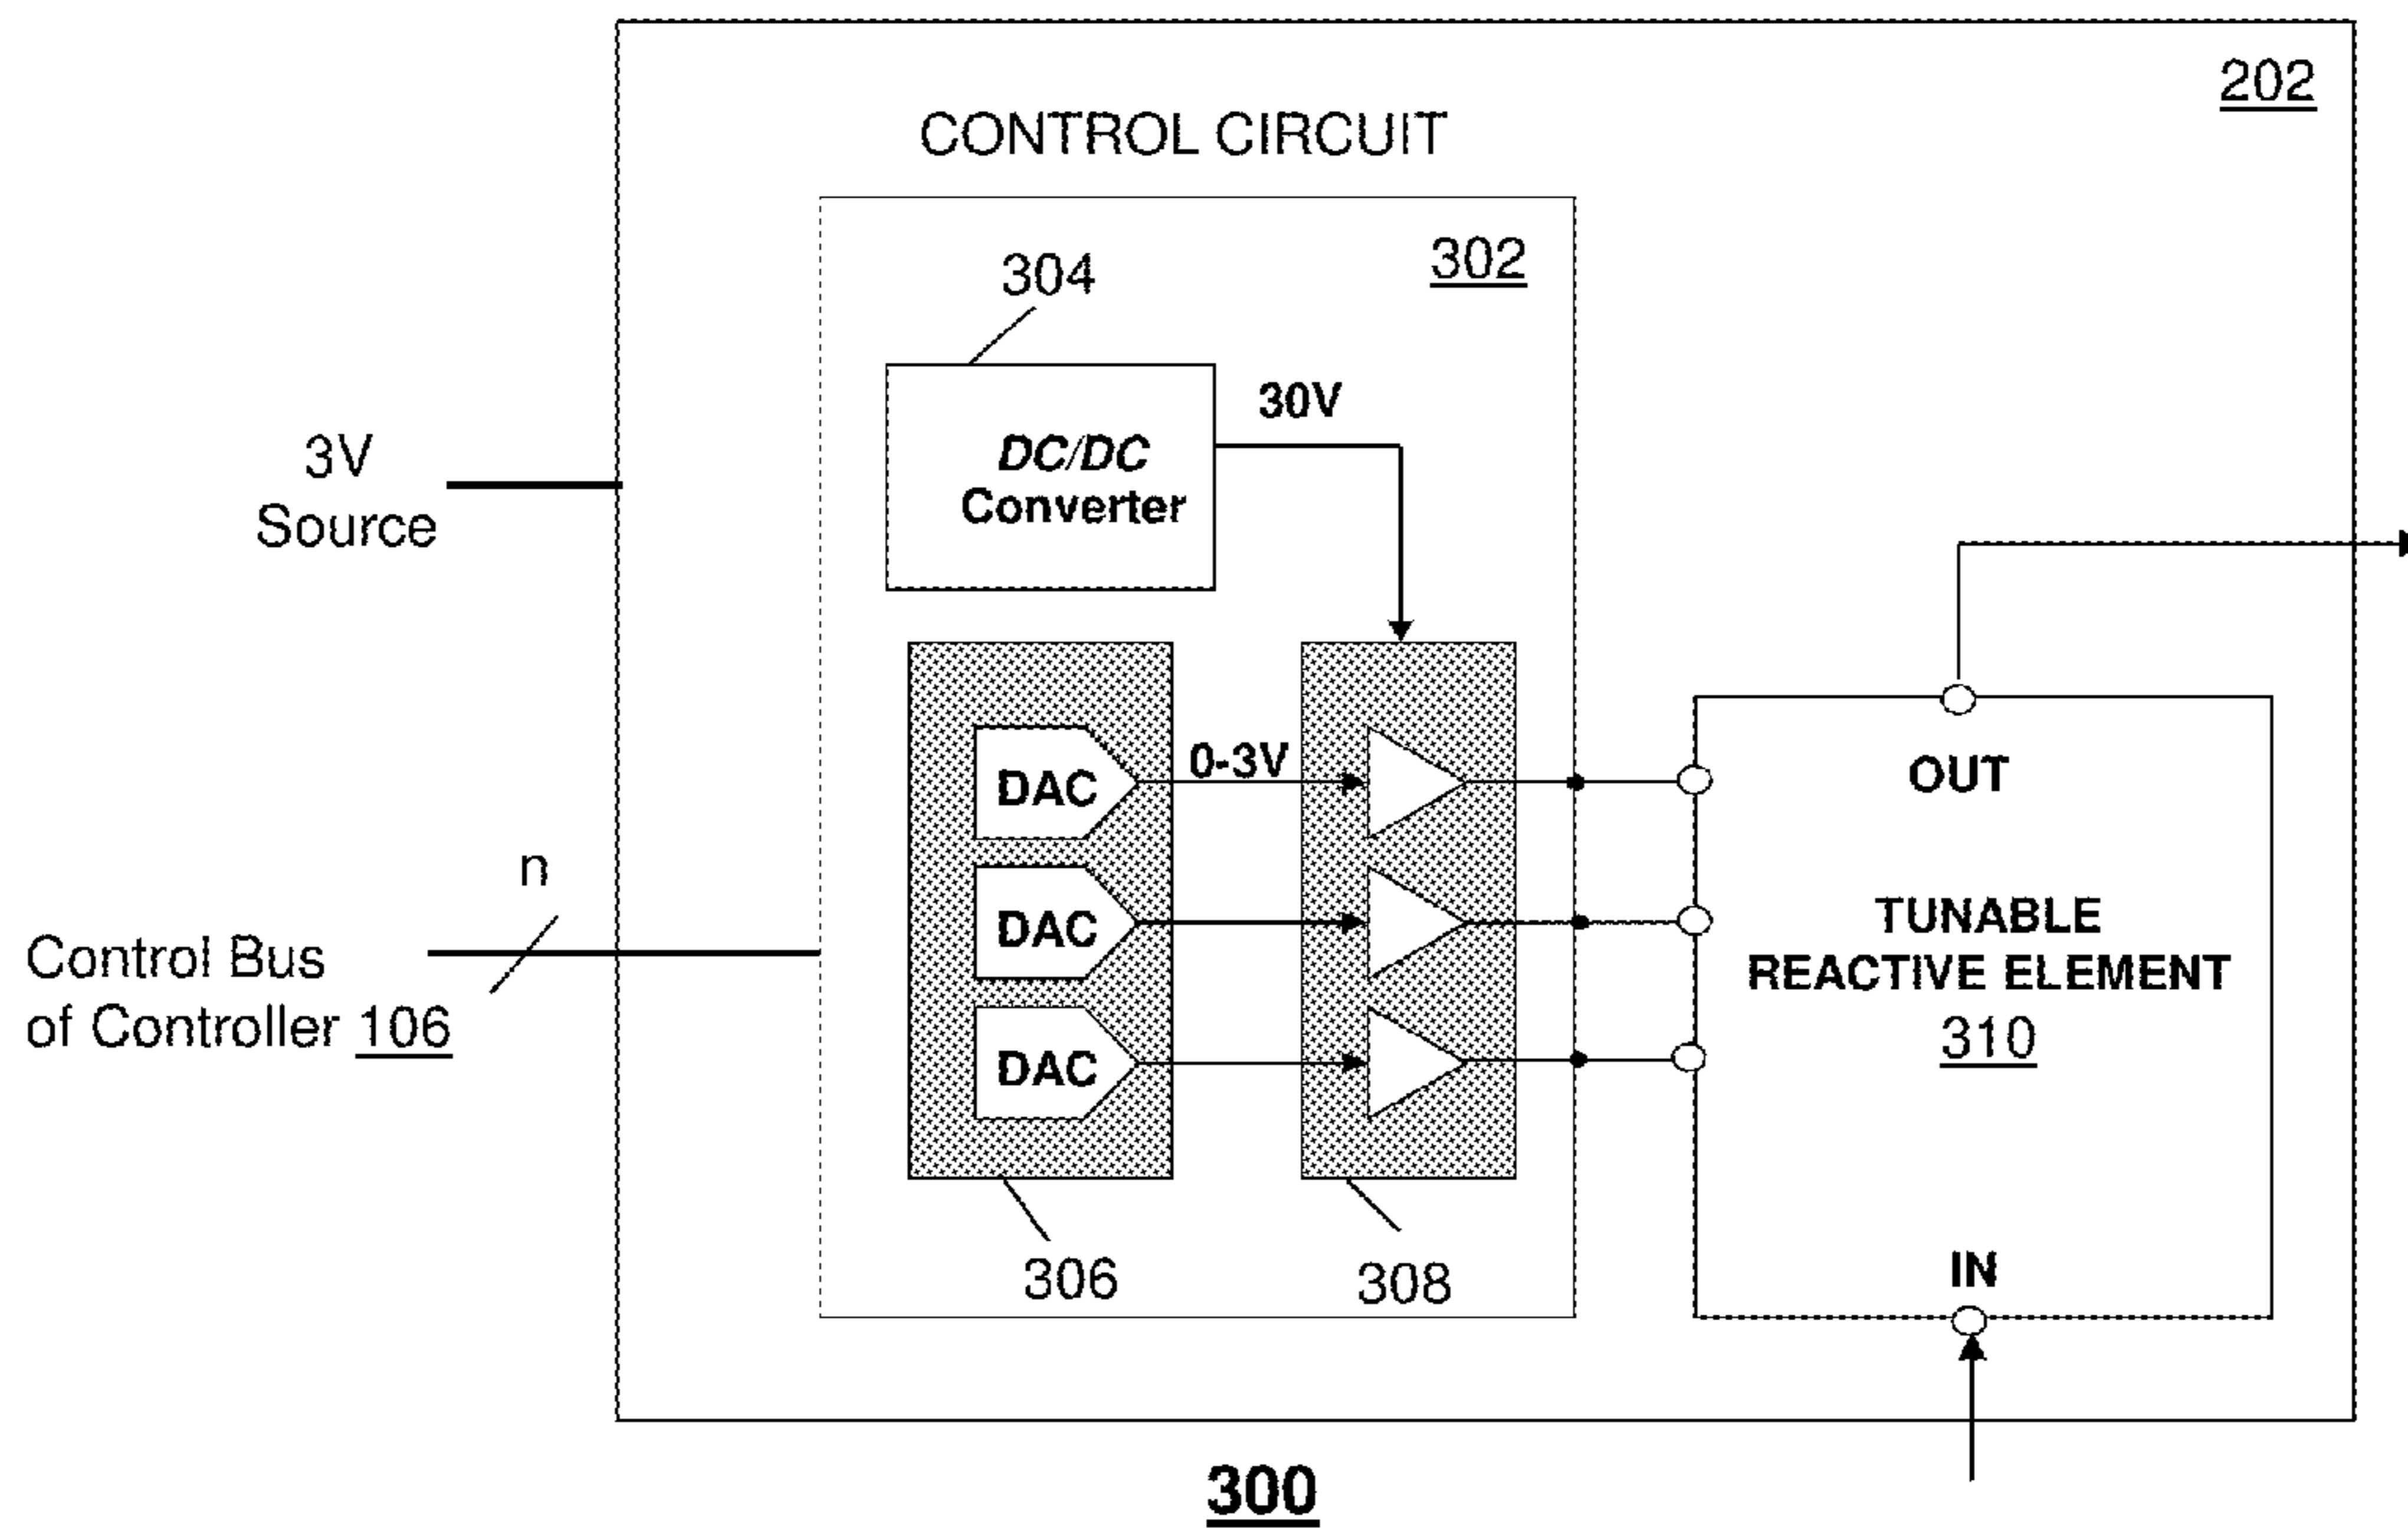 202
CONTROL CIRCUIT
302
304
30V
DC/DC
Converter
3V
Source
0-3V
DAC
DAC
DAC
OUT
n
TUNABLE
REACTIVE ELEMENT
310
Control Bus
of Controller 106
IN
306
308
300